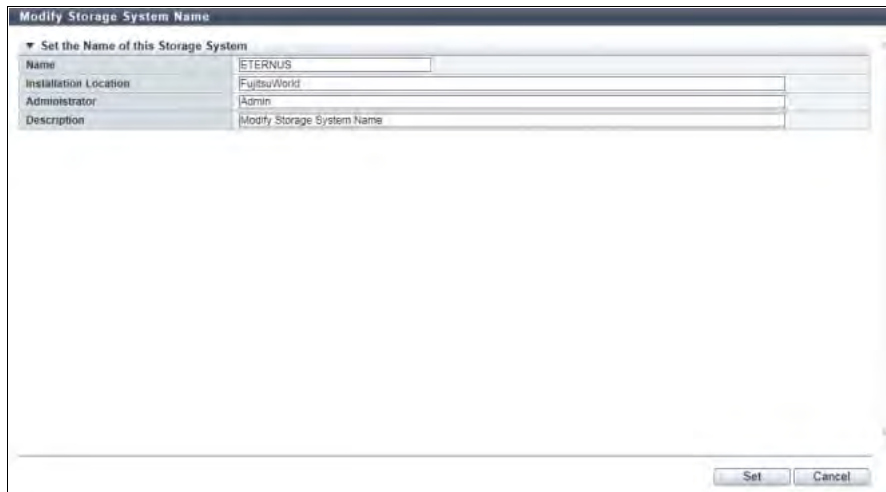 Modify Storage System Name
▼ Set the Name of this Storage System
Name ETERNUS
Installation Location FujitsuWorld
Administrator Admin
Description Modify Storage System Name
Set Cancel